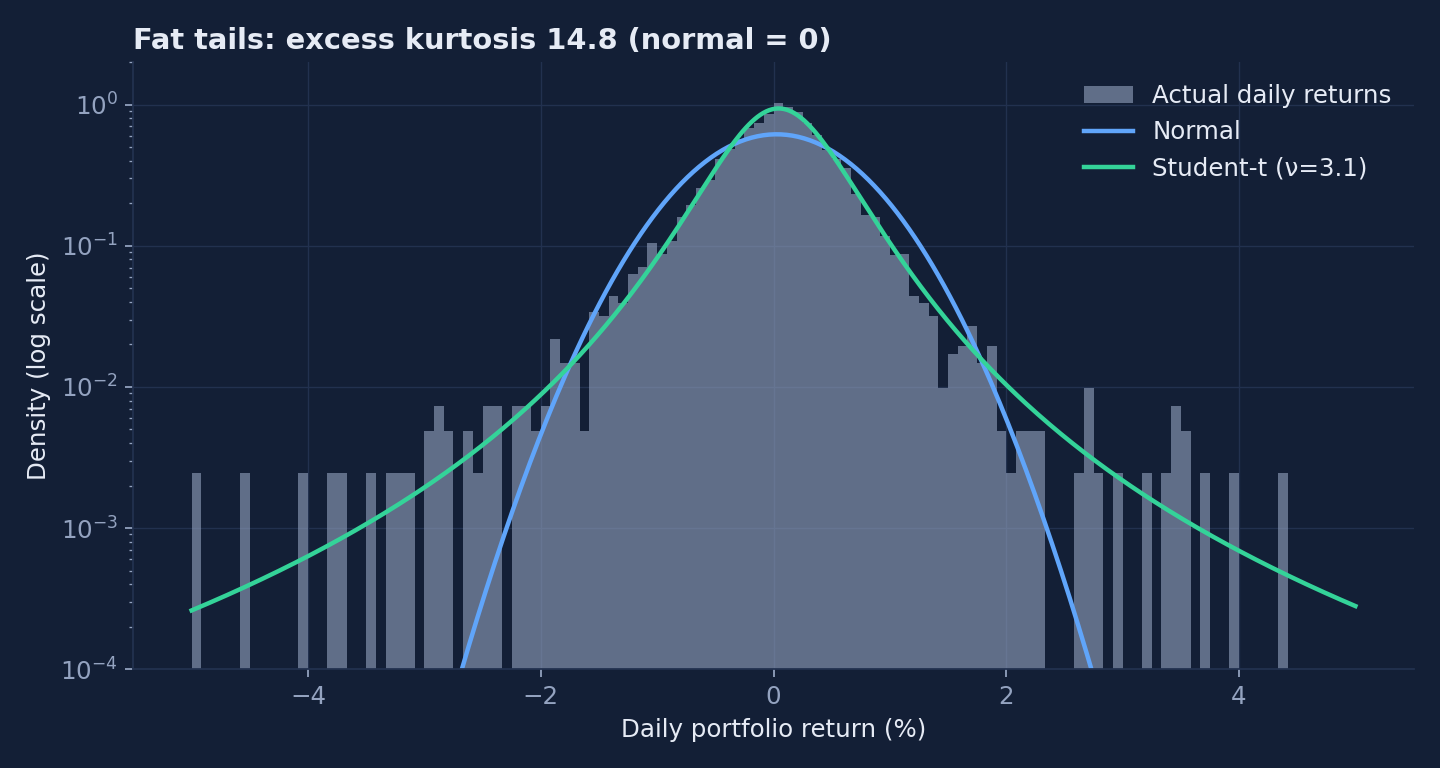 Fat tails: excess kurtosis 14.8 (normal = 0)
Actual daily returns
Normal
Student-t (ν=3.1)
Density (log scale)
10⁰
10⁻¹
10⁻²
10⁻³
10⁻⁴
−4
−2
0
2
4
Daily portfolio return (%)